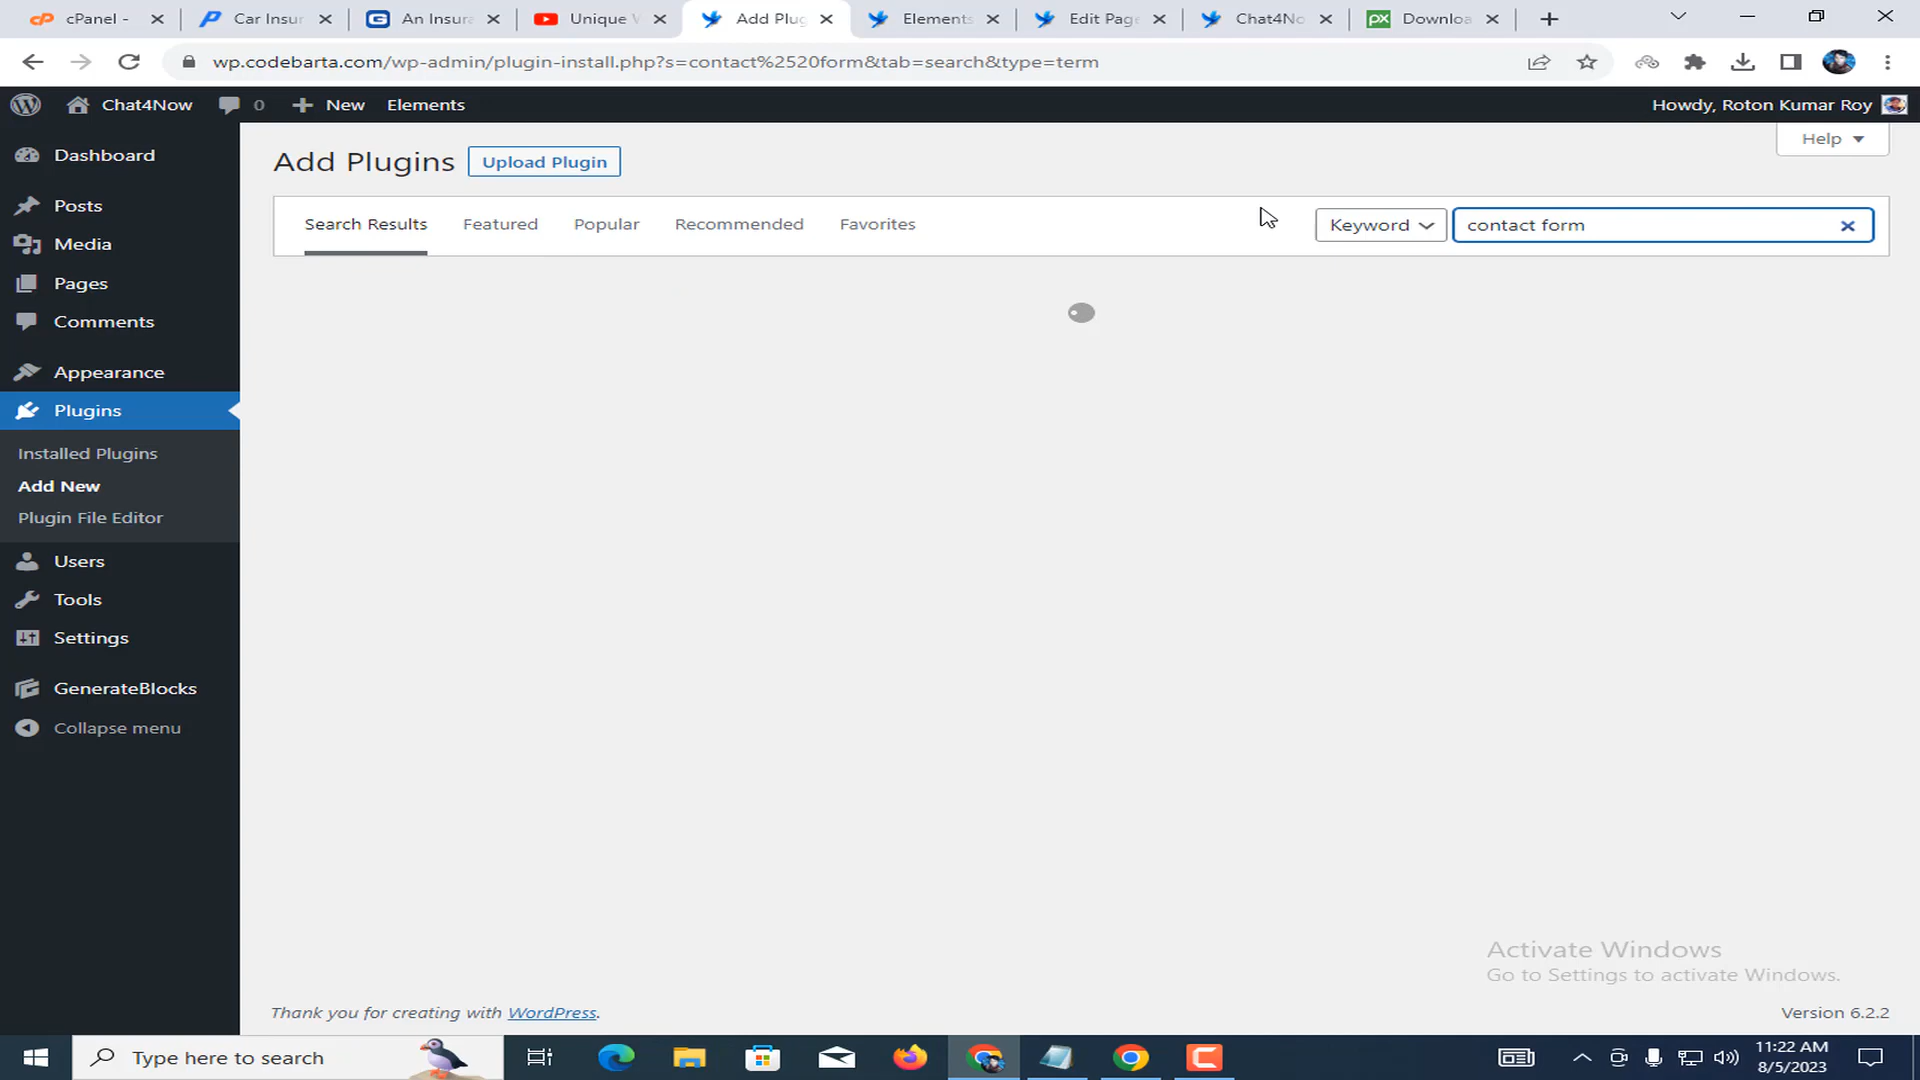 cPanel -
Car Insur
An Insura
Unique V
Add Plug
Elements
Edit Page
Chat4No
Downloa
wp.codebarta.com/wp-admin/plugin-install.php?s=contact%2520form&tab=search&type=term
Chat4Now
0
New
Elements
Howdy, Roton Kumar Roy
Help
Dashboard
Posts
Media
Pages
Comments
Appearance
Plugins
Installed Plugins
Add New
Plugin File Editor
Users
Tools
Settings
GenerateBlocks
Collapse menu
Add Plugins
Upload Plugin
Search Results
Featured
Popular
Recommended
Favorites
Keyword
contact form
Activate Windows
Go to Settings to activate Windows.
Thank you for creating with WordPress.
Version 6.2.2
Type here to search
11:22 AM
8/5/2023